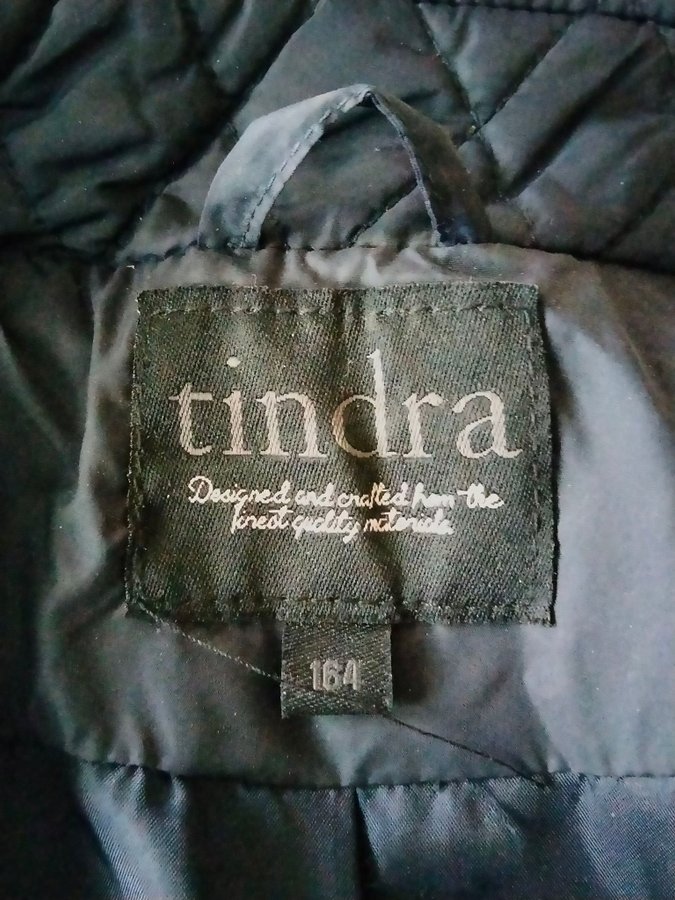 tindra
Designed and crafted from the
finest quality materials
164